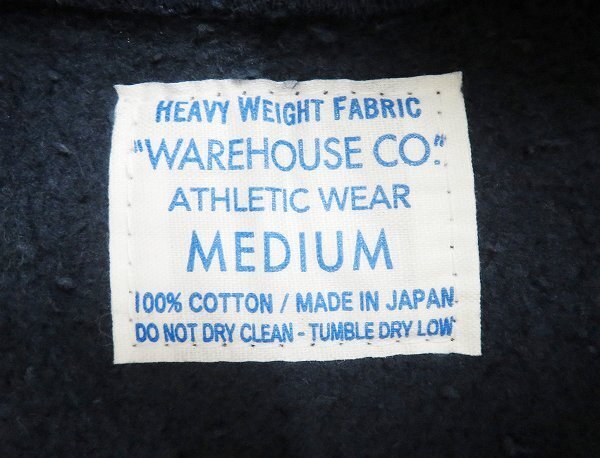 HEAVY WEIGHT FABRIC
"WAREHOUSE CO."
ATHLETIC WEAR
MEDIUM
100% COTTON / MADE IN JAPAN
DO NOT DRY CLEAN - TUMBLE DRY LOW